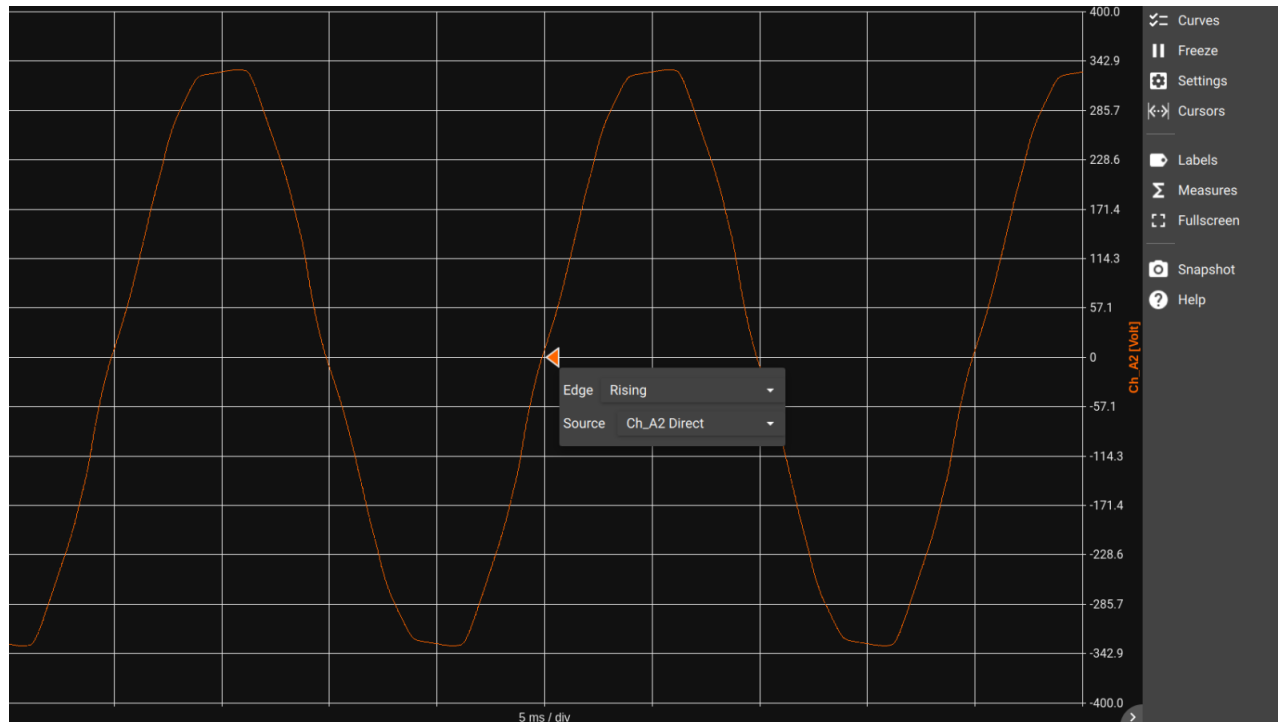 400.0
342.9
285.7
228.6
171.4
114.3
57.1
0
-57.1
-114.3
-171.4
-228.6
-285.7
-342.9
-400.0
Ch_A2 [Volt]
5 ms / div
Edge Rising
Source Ch_A2 Direct
Curves
Freeze
Settings
Cursors
Labels
Measures
Fullscreen
Snapshot
Help